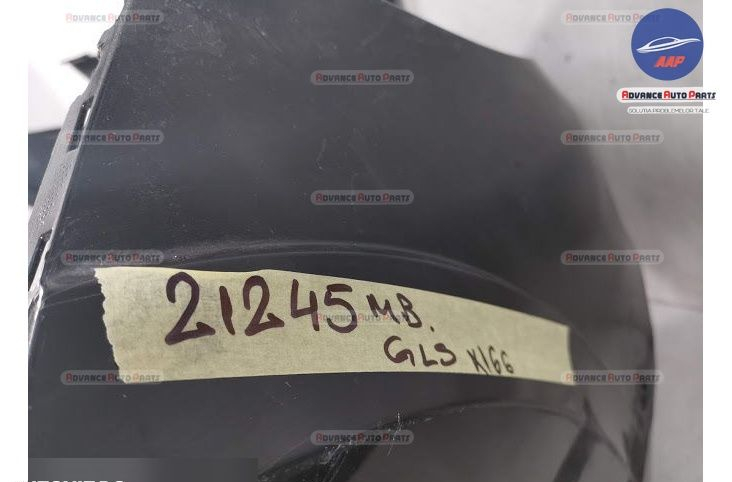 AAP
ADVANCE AUTO PARTS
SOLUTIA PROBLEMELOR TALE
21245 MB.
GLS X166